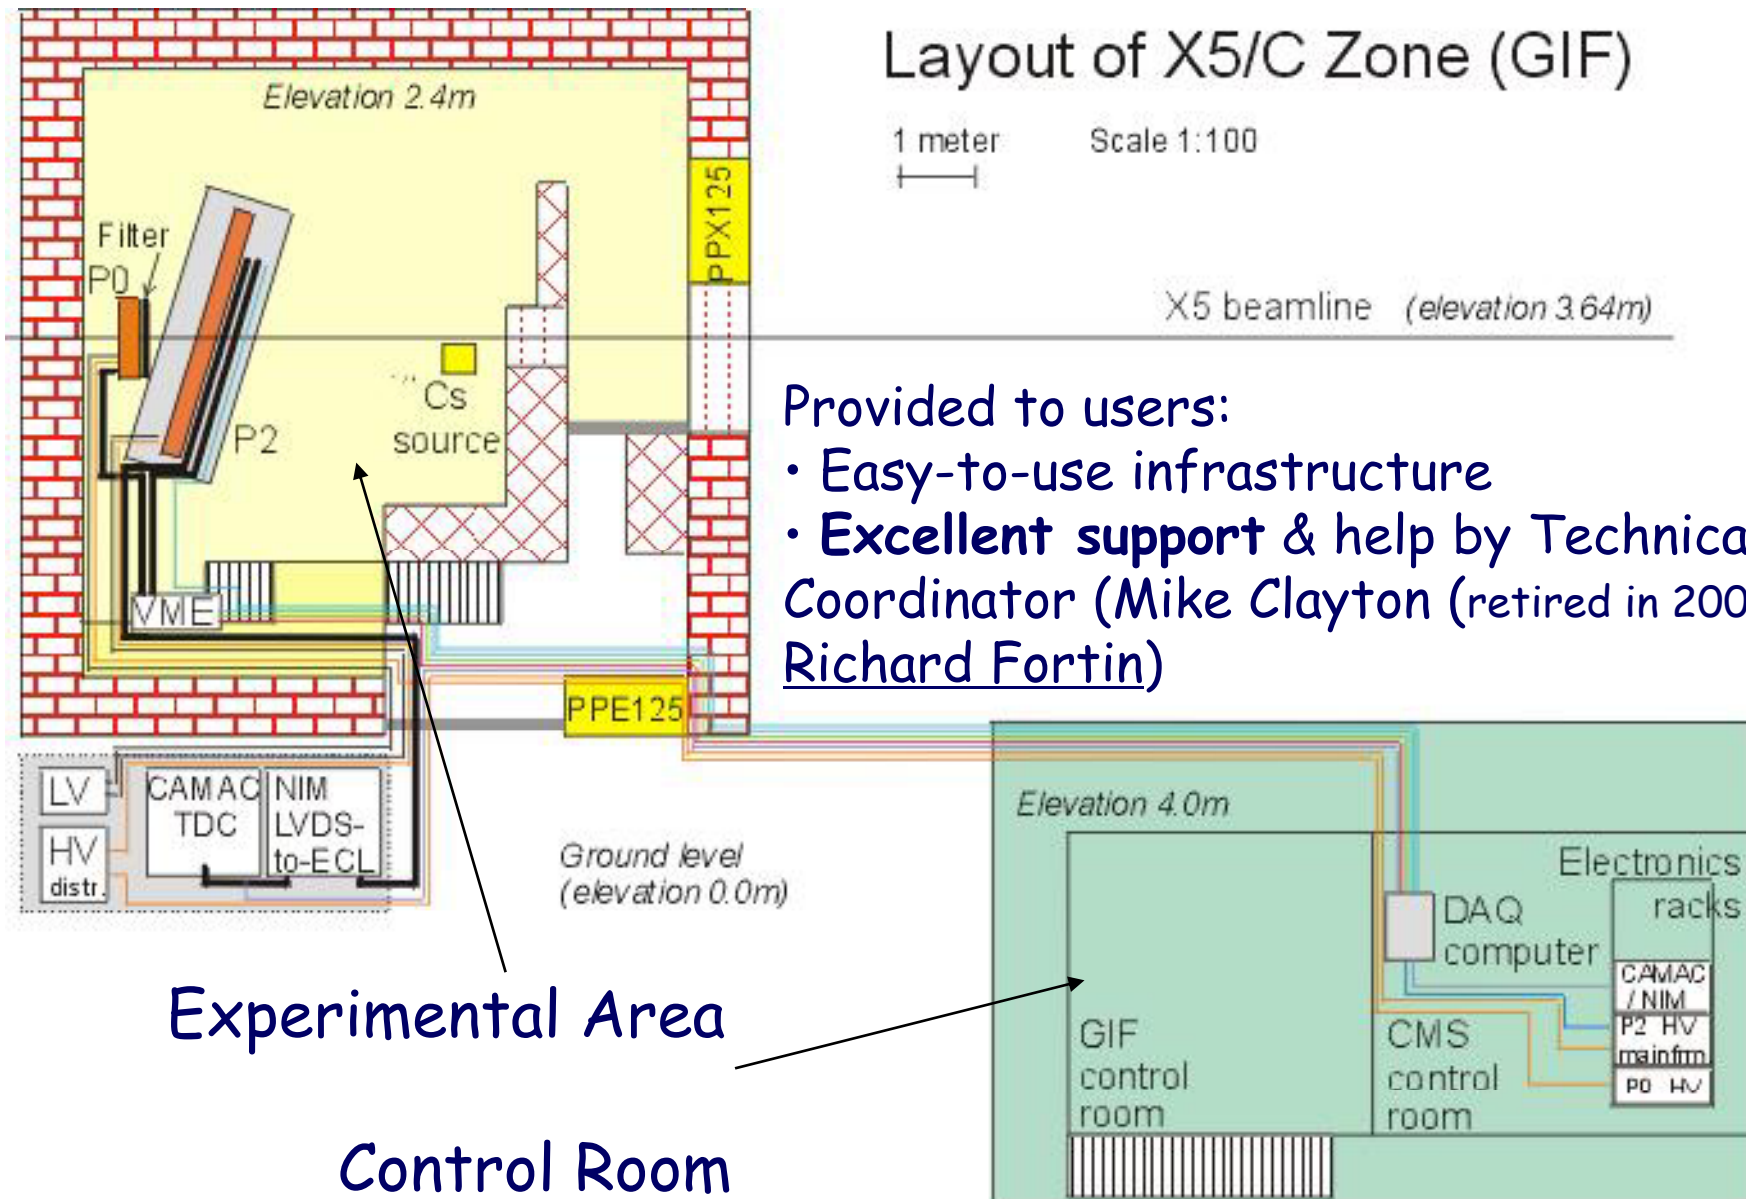 Layout of X5/C Zone (GIF)
1 meter Scale 1:100
Elevation 2.4m
PPX125
Filter
P0
X5 beamline (elevation 3.64m)
Cs
source
P2
Provided to users:
• Easy-to-use infrastructure
• Excellent support & help by Technica
Coordinator (Mike Clayton (retired in 200
Richard Fortin)
VME
PPE125
LV
CAMAC
TDC
NIM
LVDS-
to-ECL
HV
distr.
Ground level
(elevation 0.0m)
Elevation 4.0m
Electronics
racks
DAQ
computer
CAMAC
/ NIM
P2 HV
mainfrm.
P0 HV
GIF
control
room
CMS
control
room
Experimental Area
Control Room